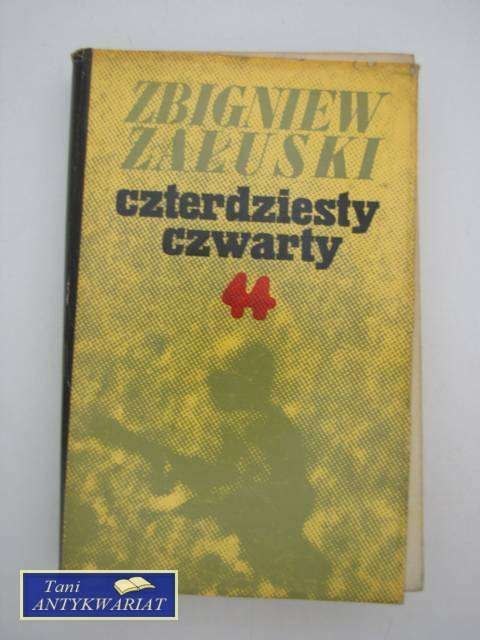 ZBIGNIEW
ZAŁUSKI
czterdziesty
czwarty
44
Tani
ANTYKWARIAT